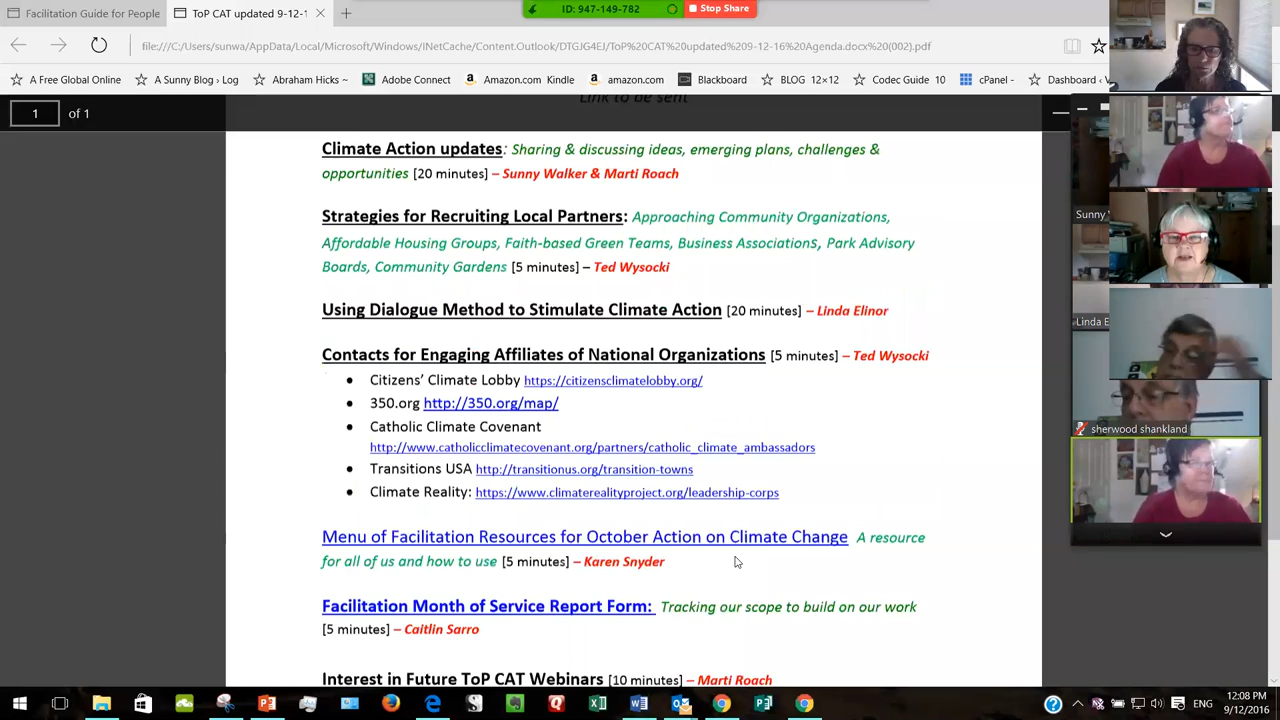 Facilitation Guide for People
ToP CAT updated 9-12-1
ID: 947-149-782
Stop Share
file:///C:/Users/sunwa/AppData/Local/Microsoft/Windows/INetCache/Content.Outlook/DTGJG4EJ/ToP%20CAT%20updated%209-12-16%20Agenda.docx%20(002).pdf
A Free Global Online
A Sunny Blog › Log
Abraham Hicks ~
Adobe Connect
Amazon.com Kindle
amazon.com
Blackboard
BLOG 12×12
Codec Guide 10
cPanel -
Dashboard ‹
1 of 1
Link to be sent
Climate Action updates: Sharing & discussing ideas, emerging plans, challenges &
opportunities [20 minutes] – Sunny Walker & Marti Roach
Strategies for Recruiting Local Partners: Approaching Community Organizations,
Affordable Housing Groups, Faith-based Green Teams, Business Associations, Park Advisory
Boards, Community Gardens [5 minutes] – Ted Wysocki
Using Dialogue Method to Stimulate Climate Action [20 minutes] – Linda Elinor
Contacts for Engaging Affiliates of National Organizations [5 minutes] – Ted Wysocki
• Citizens’ Climate Lobby https://citizensclimatelobby.org/
• 350.org http://350.org/map/
• Catholic Climate Covenant
http://www.catholicclimatecovenant.org/partners/catholic_climate_ambassadors
• Transitions USA http://transitionus.org/transition-towns
• Climate Reality: https://www.climaterealityproject.org/leadership-corps
Menu of Facilitation Resources for October Action on Climate Change A resource
for all of us and how to use [5 minutes] – Karen Snyder
Facilitation Month of Service Report Form: Tracking our scope to build on our work
[5 minutes] – Caitlin Sarro
Interest in Future ToP CAT Webinars [10 minutes] – Marti Roach
Sunny
Linda E
sherwood shankland
12:08 PM
9/12/2016